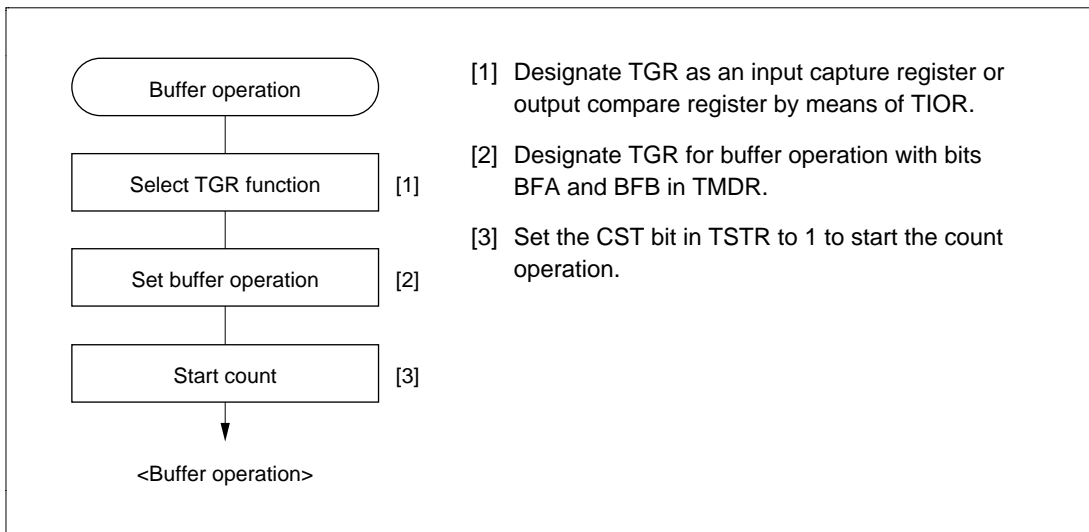 Buffer operation
Select TGR function
[1]
Set buffer operation
[2]
Start count
[3]
<Buffer operation>
[1] Designate TGR as an input capture register or
output compare register by means of TIOR.
[2] Designate TGR for buffer operation with bits
BFA and BFB in TMDR.
[3] Set the CST bit in TSTR to 1 to start the count
operation.